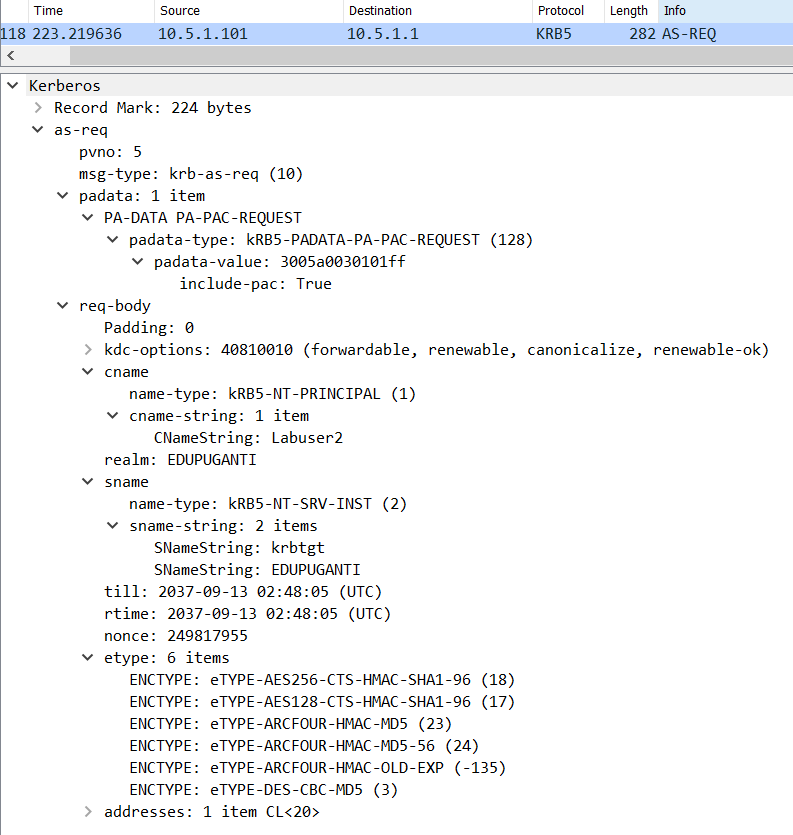 Time Source Destination Protocol Length Info
118 223.219636 10.5.1.101 10.5.1.1 KRB5 282 AS-REQ
Kerberos
Record Mark: 224 bytes
as-req
pvno: 5
msg-type: krb-as-req (10)
padata: 1 item
PA-DATA PA-PAC-REQUEST
padata-type: kRB5-PADATA-PA-PAC-REQUEST (128)
padata-value: 3005a0030101ff
include-pac: True
req-body
Padding: 0
kdc-options: 40810010 (forwardable, renewable, canonicalize, renewable-ok)
cname
name-type: kRB5-NT-PRINCIPAL (1)
cname-string: 1 item
CNameString: Labuser2
realm: EDUPUGANTI
sname
name-type: kRB5-NT-SRV-INST (2)
sname-string: 2 items
SNameString: krbtgt
SNameString: EDUPUGANTI
till: 2037-09-13 02:48:05 (UTC)
rtime: 2037-09-13 02:48:05 (UTC)
nonce: 249817955
etype: 6 items
ENCTYPE: eTYPE-AES256-CTS-HMAC-SHA1-96 (18)
ENCTYPE: eTYPE-AES128-CTS-HMAC-SHA1-96 (17)
ENCTYPE: eTYPE-ARCFOUR-HMAC-MD5 (23)
ENCTYPE: eTYPE-ARCFOUR-HMAC-MD5-56 (24)
ENCTYPE: eTYPE-ARCFOUR-HMAC-OLD-EXP (-135)
ENCTYPE: eTYPE-DES-CBC-MD5 (3)
addresses: 1 item CL<20>